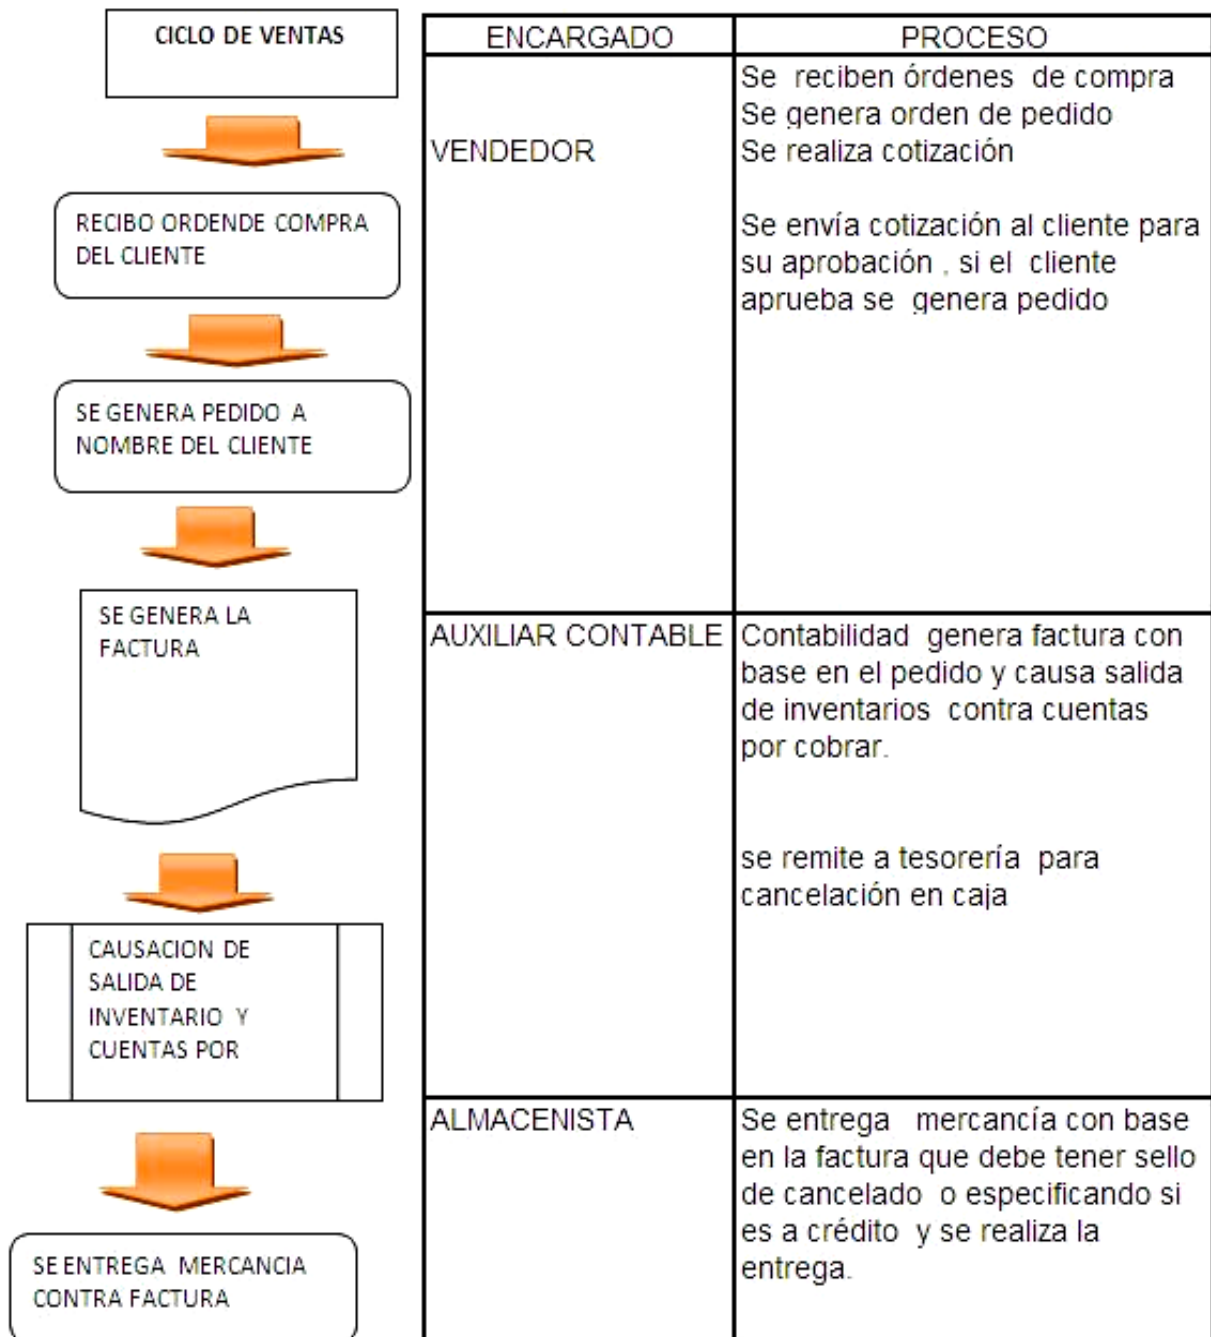 CICLO DE VENTAS
RECIBO ORDENDE COMPRA
DEL CLIENTE
SE GENERA PEDIDO A
NOMBRE DEL CLIENTE
SE GENERA LA
FACTURA
CAUSACION DE
SALIDA DE
INVENTARIO Y
CUENTAS POR
SE ENTREGA MERCANCIA
CONTRA FACTURA
ENCARGADO
PROCESO
VENDEDOR
Se reciben órdenes de compra
Se genera orden de pedido
Se realiza cotización
Se envía cotización al cliente para
su aprobación , si el cliente
aprueba se genera pedido
AUXILIAR CONTABLE
Contabilidad genera factura con
base en el pedido y causa salida
de inventarios contra cuentas
por cobrar.
se remite a tesorería para
cancelación en caja
ALMACENISTA
Se entrega mercancía con base
en la factura que debe tener sello
de cancelado o especificando si
es a crédito y se realiza la
entrega.